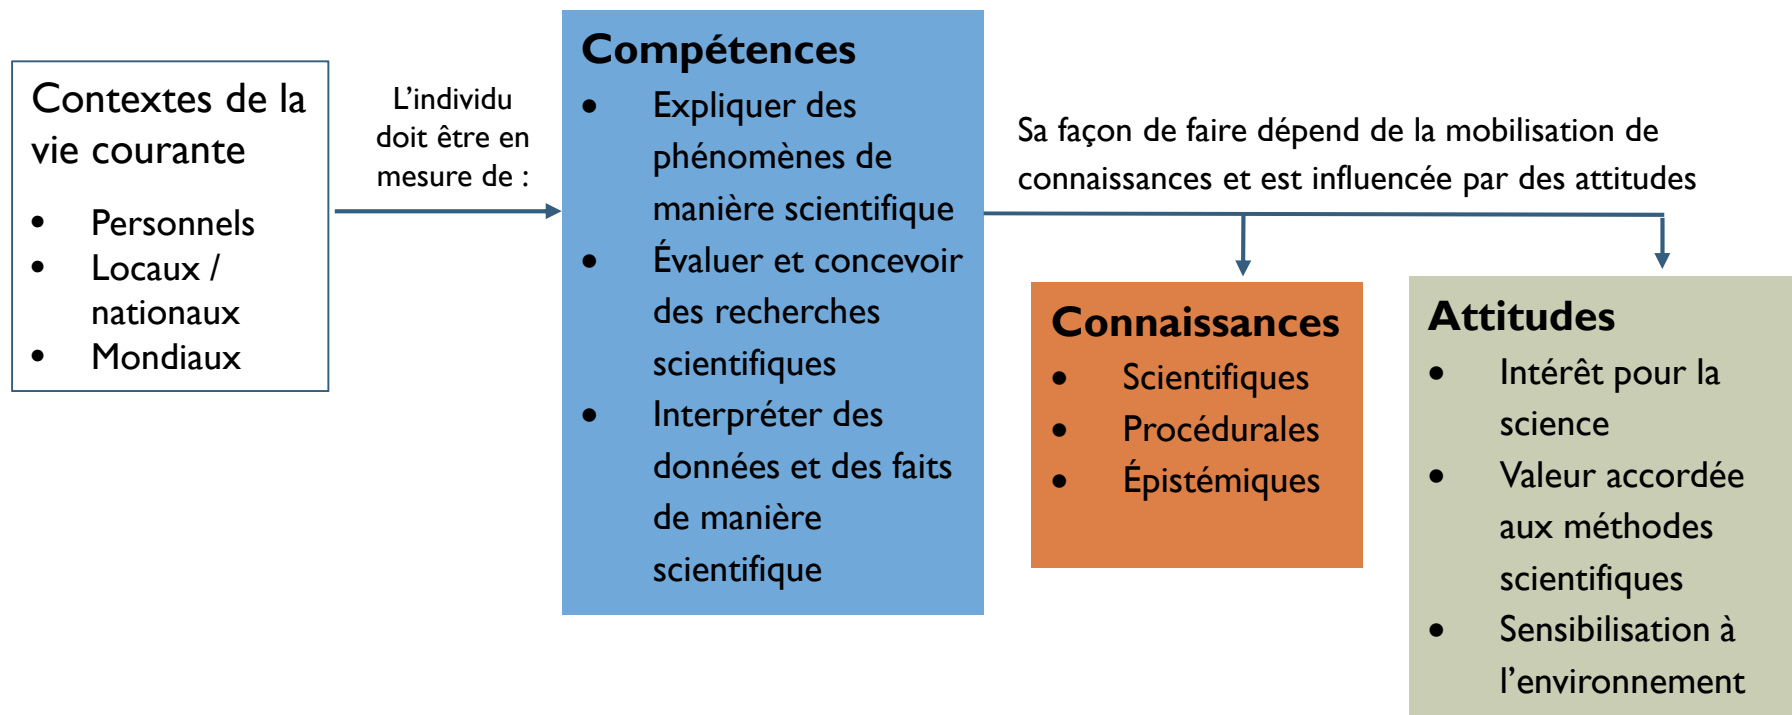 Contextes de la
vie courante
• Personnels
• Locaux /
nationaux
• Mondiaux
L’individu
doit être en
mesure de :
Compétences
• Expliquer des
phénomènes de
manière scientifique
• Évaluer et concevoir
des recherches
scientifiques
• Interpréter des
données et des faits
de manière
scientifique
Sa façon de faire dépend de la mobilisation de
connaissances et est influencée par des attitudes
Connaissances
• Scientifiques
• Procédurales
• Épistémiques
Attitudes
• Intérêt pour la
science
• Valeur accordée
aux méthodes
scientifiques
• Sensibilisation à
l’environnement